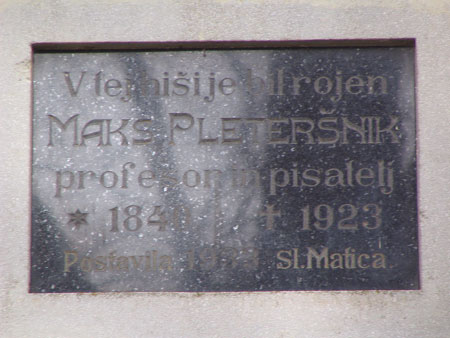 V tej hiši je bil rojen
MAKS PLETERŠNIK
profesor in pisatelj
* 1840 † 1923
Postavila Sl. Matica